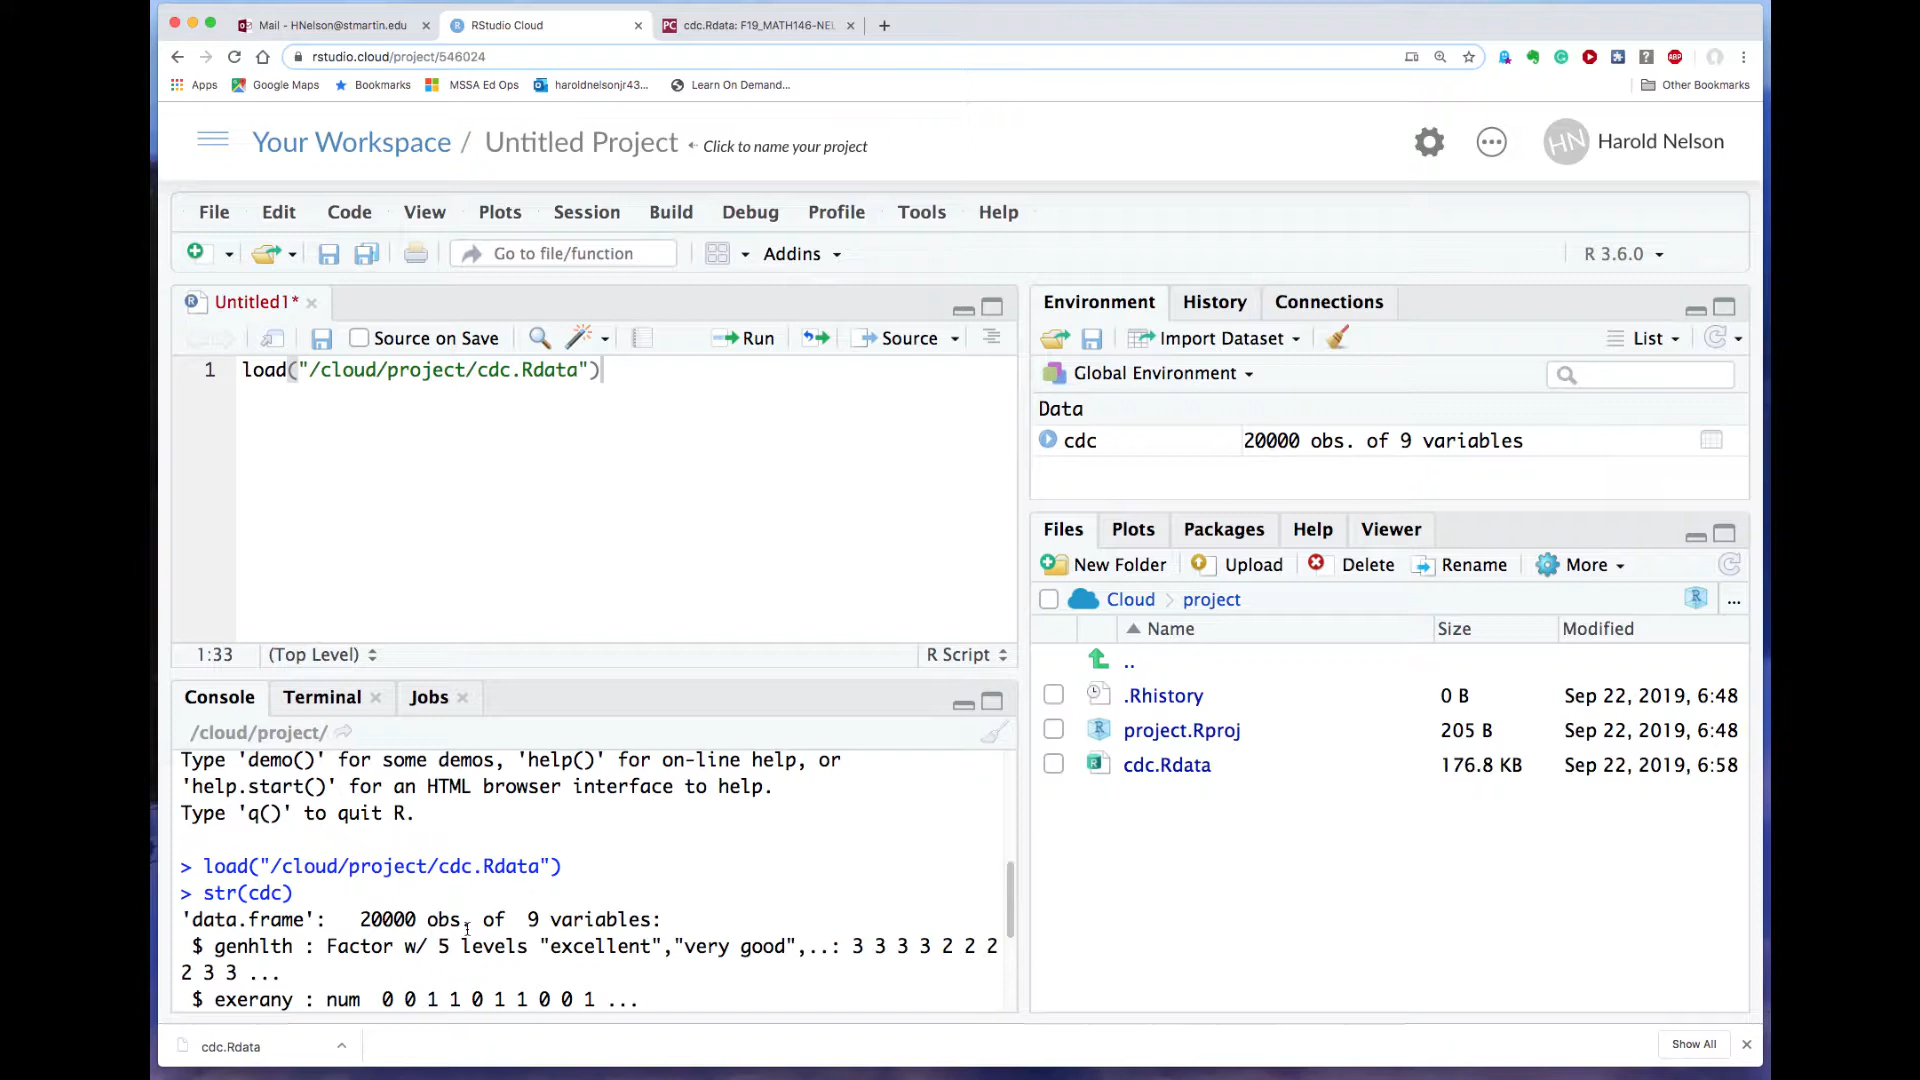 Mail - HNelson@stmartin.edu
RStudio Cloud
cdc.Rdata: F19_MATH146-NEL
rstudio.cloud/project/546024
Apps Google Maps Bookmarks MSSA Ed Ops haroldnelsonjr43... Learn On Demand... Other Bookmarks
Your Workspace / Untitled Project Click to name your project
HN Harold Nelson
File Edit Code View Plots Session Build Debug Profile Tools Help
Go to file/function Addins R 3.6.0
Untitled1*
Source on Save Run Source
1 load("/cloud/project/cdc.Rdata")
1:33 (Top Level) R Script
Console Terminal Jobs
/cloud/project/
Type 'demo()' for some demos, 'help()' for on-line help, or
'help.start()' for an HTML browser interface to help.
Type 'q()' to quit R.
> load("/cloud/project/cdc.Rdata")
> str(cdc)
'data.frame': 20000 obs. of 9 variables:
$ genhlth : Factor w/ 5 levels "excellent","very good",..: 3 3 3 3 2 2 2
2 3 3 ...
$ exerany : num 0 0 1 1 0 1 1 0 0 1 ...
Environment History Connections
Import Dataset List
Global Environment
Data
cdc 20000 obs. of 9 variables
Files Plots Packages Help Viewer
New Folder Upload Delete Rename More
Cloud project ...
Name Size Modified
..
.Rhistory 0 B Sep 22, 2019, 6:48
project.Rproj 205 B Sep 22, 2019, 6:48
cdc.Rdata 176.8 KB Sep 22, 2019, 6:58
cdc.Rdata
Show All